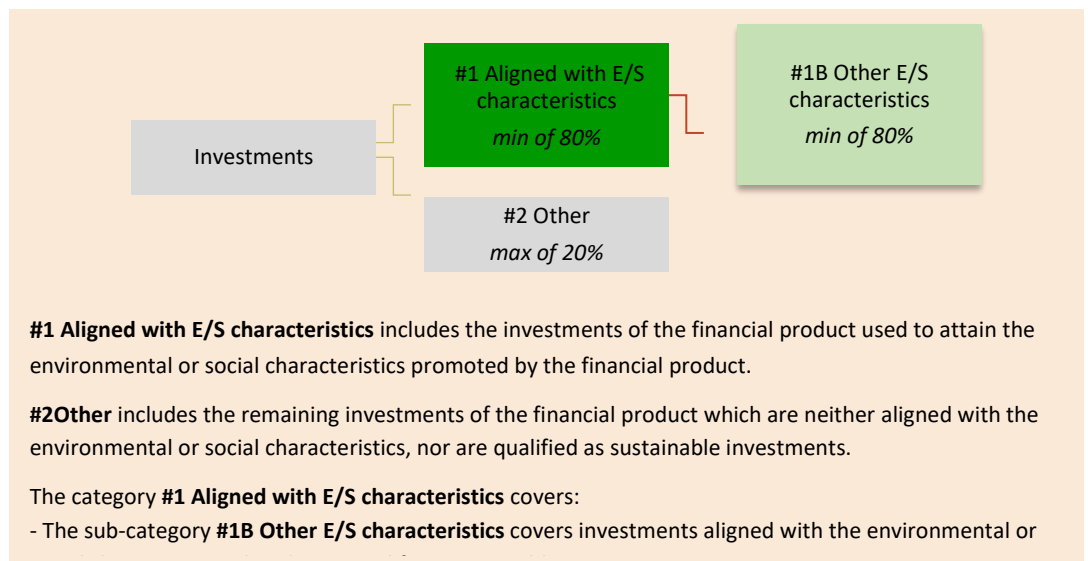 #1 Aligned with E/S
characteristics
min of 80%
#1B Other E/S
characteristics
min of 80%
Investments
#2 Other
max of 20%
#1 Aligned with E/S characteristics includes the investments of the financial product used to attain the
environmental or social characteristics promoted by the financial product.
#2Other includes the remaining investments of the financial product which are neither aligned with the
environmental or social characteristics, nor are qualified as sustainable investments.
The category #1 Aligned with E/S characteristics covers:
- The sub-category #1B Other E/S characteristics covers investments aligned with the environmental or